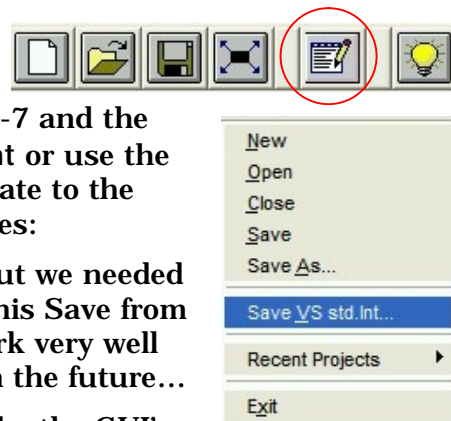 -7 and the
nt or use the
ate to the
es:
ut we needed
his Save from
rk very well
n the future…
New
Open
Close
Save
Save As...
Save VS std.Int...
Recent Projects
Exit